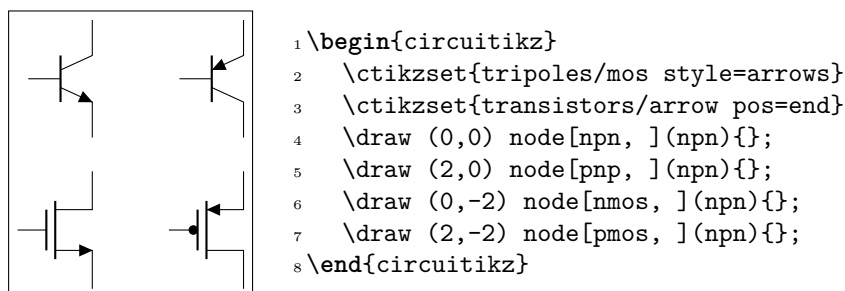 1 \begin{circuitikz}
2    \ctikzset{tripoles/mos style=arrows}
3    \ctikzset{transistors/arrow pos=end}
4    \draw (0,0) node[npn, ](npn){};
5    \draw (2,0) node[pnp, ](npn){};
6    \draw (0,-2) node[nmos, ](npn){};
7    \draw (2,-2) node[pmos, ](npn){};
8 \end{circuitikz}